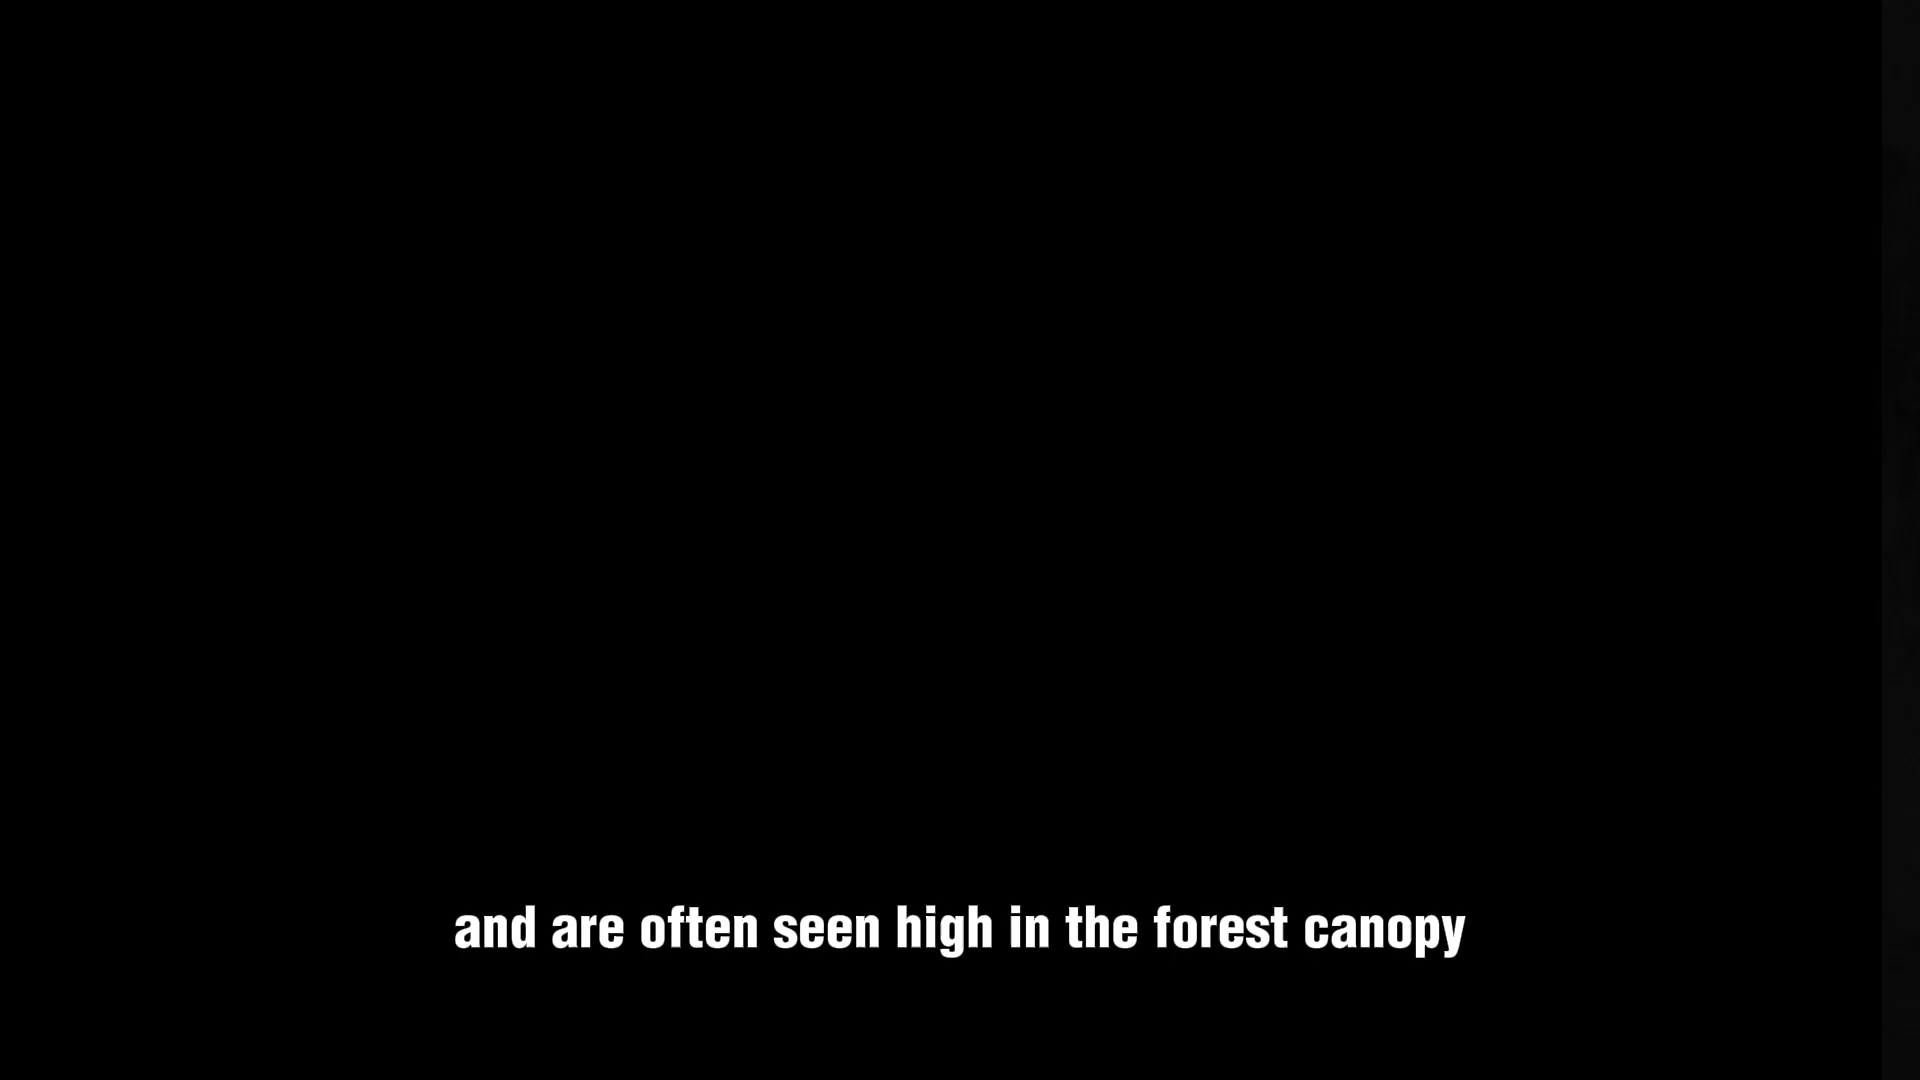 and are often seen high in the forest canopy